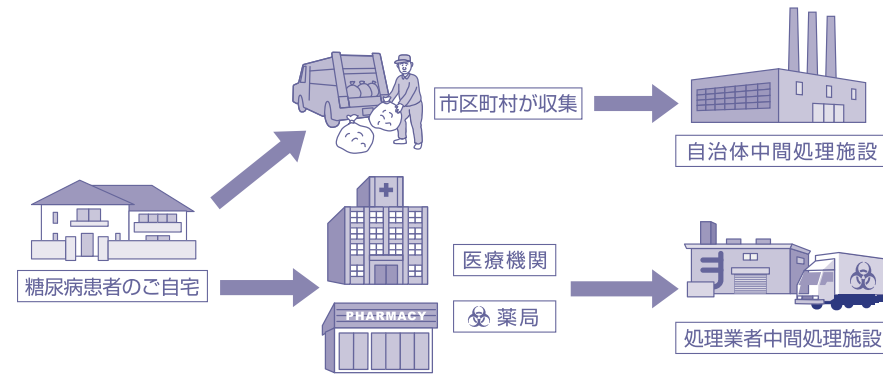 市区町村が収集
自治体中間処理施設
糖尿病患者のご自宅
医療機関
PHARMACY
薬局
処理業者中間処理施設